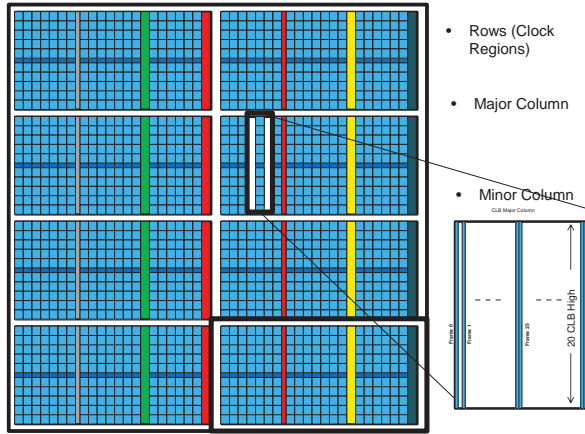 • Rows (Clock
Regions)
• Major Column
• Minor Column
CLB Major Column
Frame 0
Frame 1
Frame 25
20 CLB High